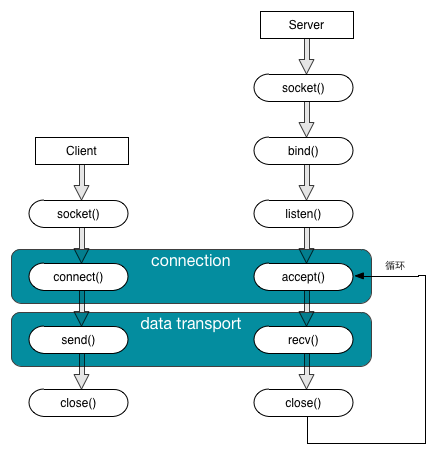 Server
socket()
bind()
Client
socket()
listen()
connection
循环
connect()
accept()
data transport
send()
recv()
close()
close()